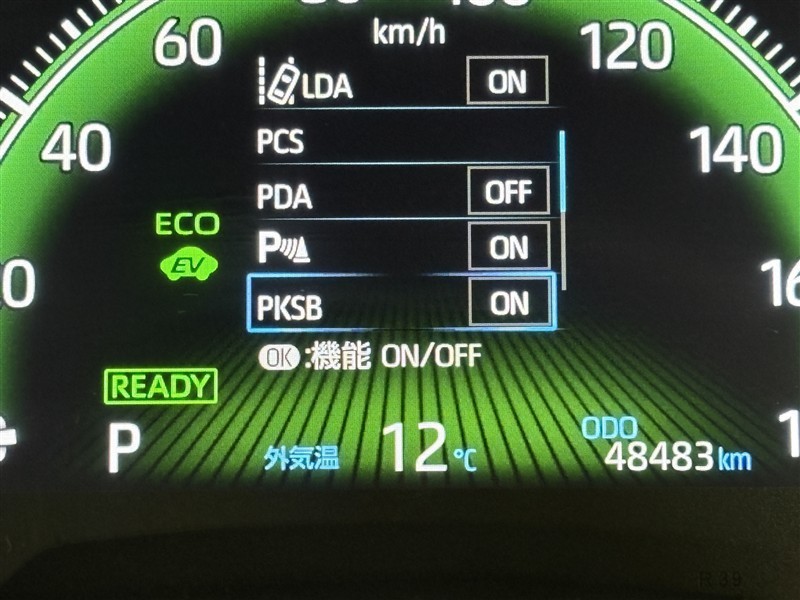 60
km/h
120
LDA ON
40
PCS
140
PDA OFF
ECO
P ON
EV
PKSB ON
OK :機能 ON/OFF
READY
P
外気温 12℃
ODO
48483km